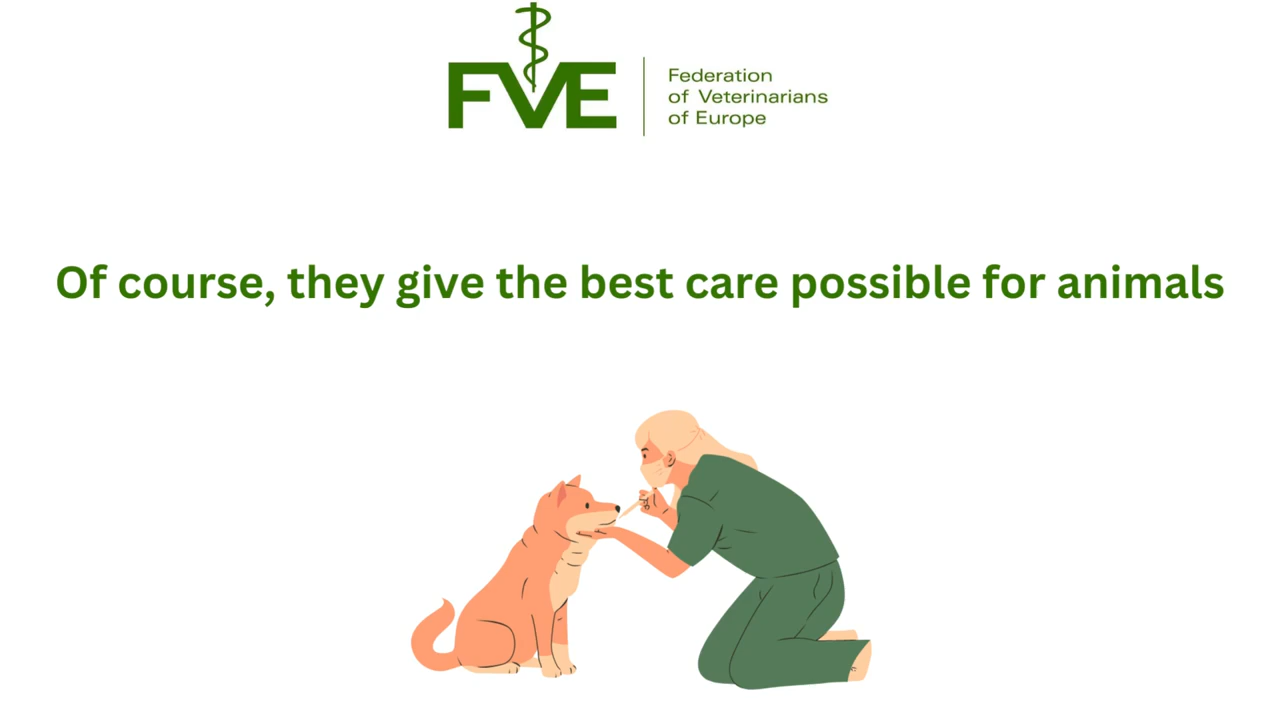 FVE
Federation
of Veterinarians
of Europe
Of course, they give the best care possible for animals